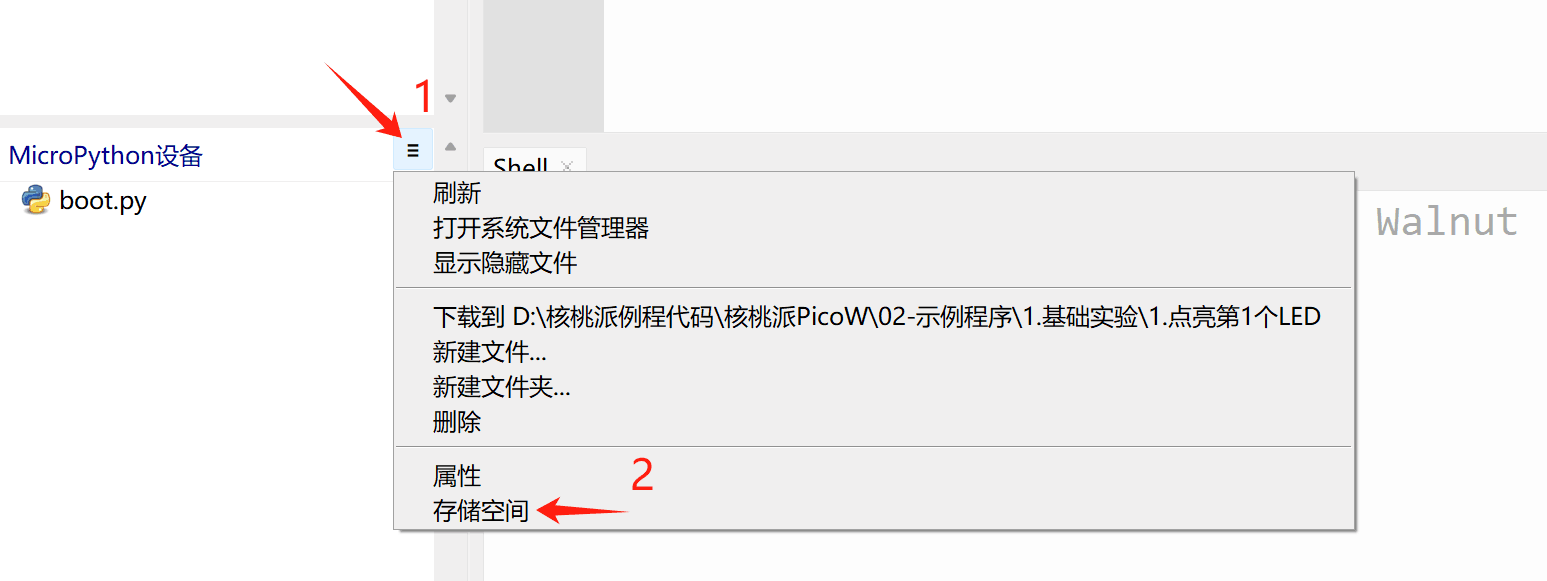 1
MicroPython设备
boot.py
Shell
Walnut
刷新
打开系统文件管理器
显示隐藏文件
下载到 D:\核桃派例程代码\核桃派PicoW\02-示例程序\1.基础实验\1.点亮第1个LED
新建文件...
新建文件夹...
删除
属性
2
存储空间